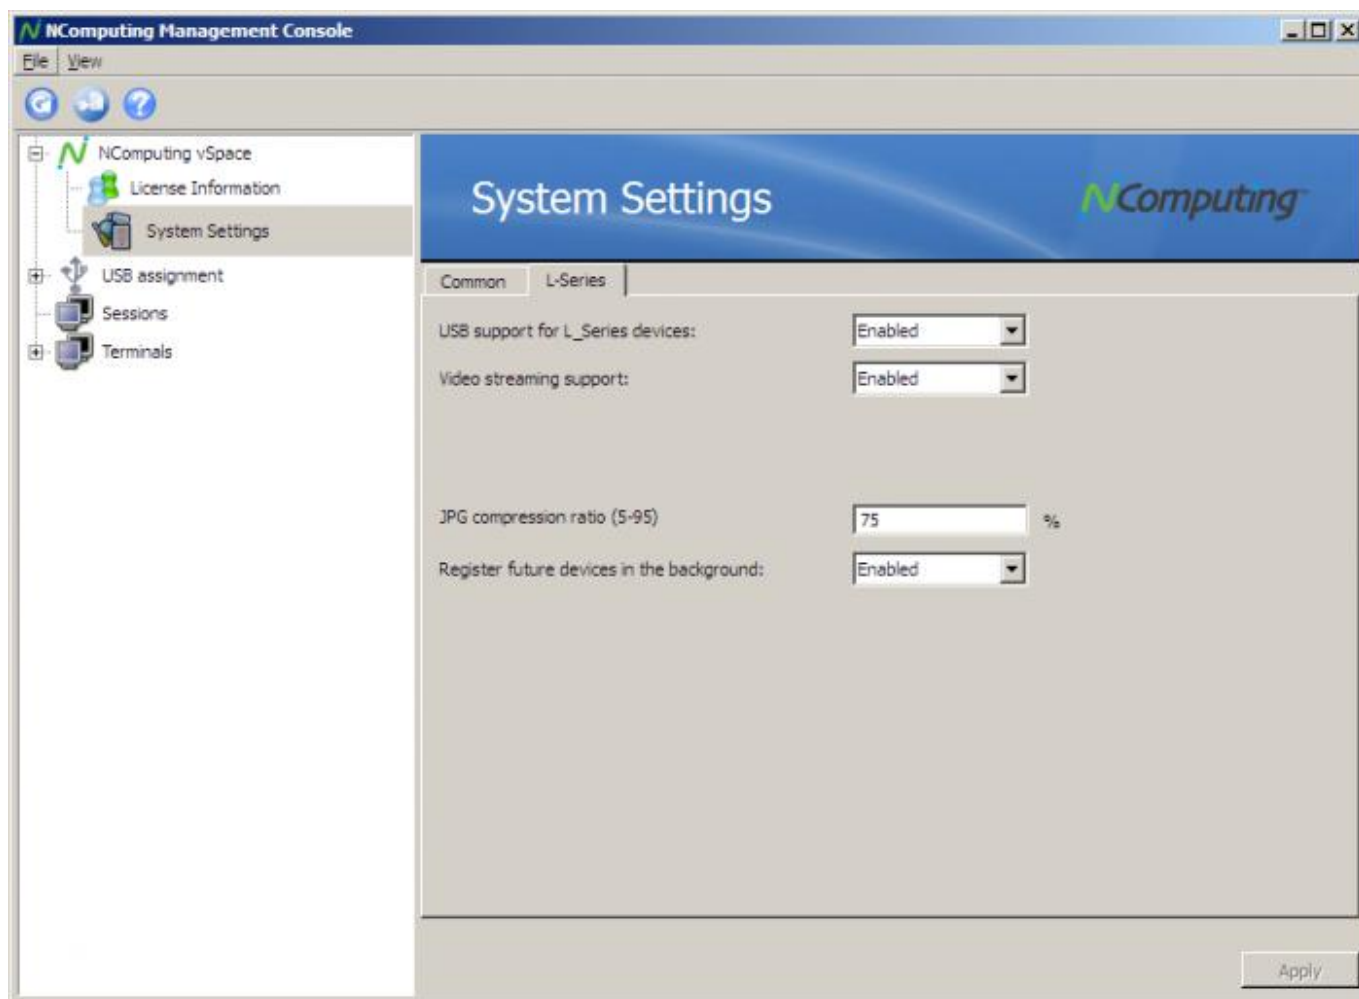 NComputing Management Console
File View
NComputing vSpace
License Information
System Settings
USB assignment
Sessions
Terminals
System Settings
NComputing
Common L-Series
USB support for L_Series devices: Enabled
Video streaming support: Enabled
JPG compression ratio (5-95) 75 %
Register future devices in the background: Enabled
Apply